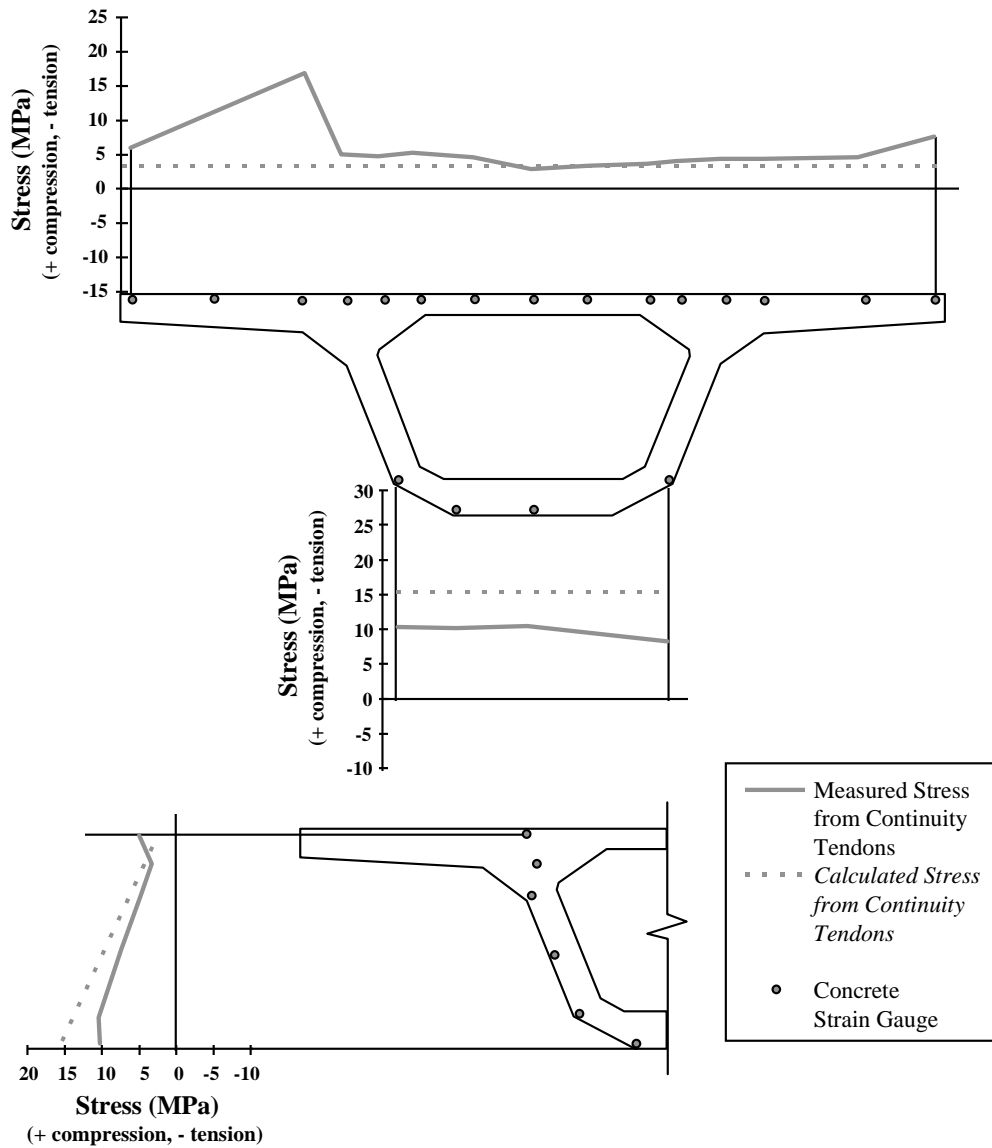 25
20
15
10
5
0
-5
-10
-15
Stress (MPa)
(+ compression, - tension)
30
25
20
15
10
5
0
-5
-10
Stress (MPa)
(+ compression, - tension)
Measured Stress
from Continuity
Tendons
Calculated Stress
from Continuity
Tendons
Concrete
Strain Gauge
20 15 10 5 0 -5 -10
Stress (MPa)
(+ compression, - tension)